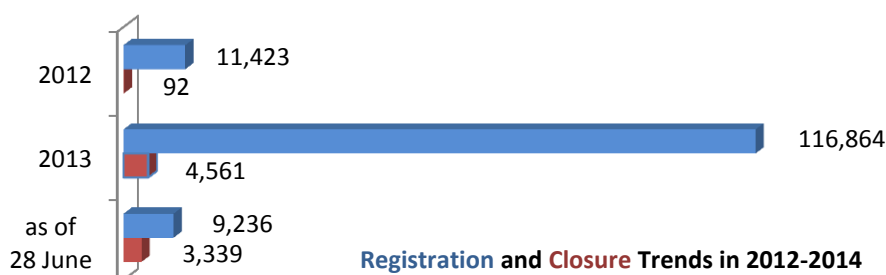 2012
11,423
92
2013
116,864
4,561
as of
28 June
9,236
3,339
Registration and Closure Trends in 2012-2014